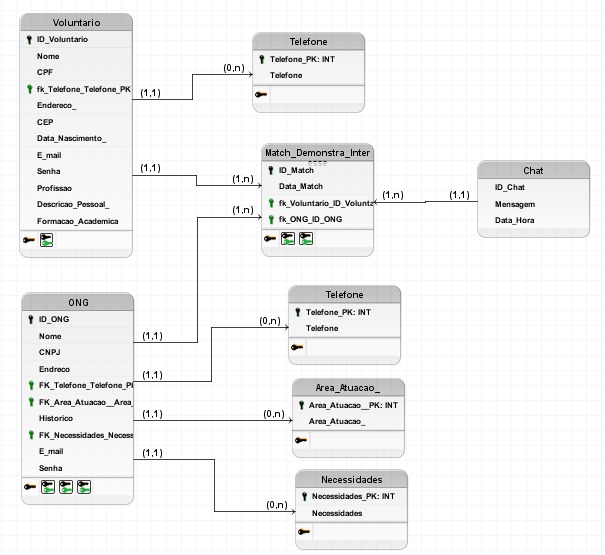 Voluntario
ID_Voluntario
Nome
CPF
fk_Telefone_Telefone_PK
Endereco_
CEP
Data_Nascimento_
E_mail
Senha
Profissao
Descricao_Pessoal_
Formacao_Academica
(1,1)
(0,n)
Telefone
Telefone_PK: INT
Telefone
(1,1)
(1,n)
Match_Demonstra_Inter
ID_Match
Data_Match
fk_Voluntario_ID_Volunta
fk_ONG_ID_ONG
(1,n)
(1,n)
(1,1)
Chat
ID_Chat
Mensagem
Data_Hora
ONG
ID_ONG
Nome
CNPJ
Endreco
FK_Telefone_Telefone_P
FK_Area_Atuacao__Area_
Historico
FK_Necessidades_Necess
E_mail
Senha
(1,1)
(1,1)
(0,n)
Telefone
Telefone_PK: INT
Telefone
(1,1)
(0,n)
Area_Atuacao_
Area_Atuacao__PK: INT
Area_Atuacao_
(1,1)
(0,n)
Necessidades
Necessidades_PK: INT
Necessidades